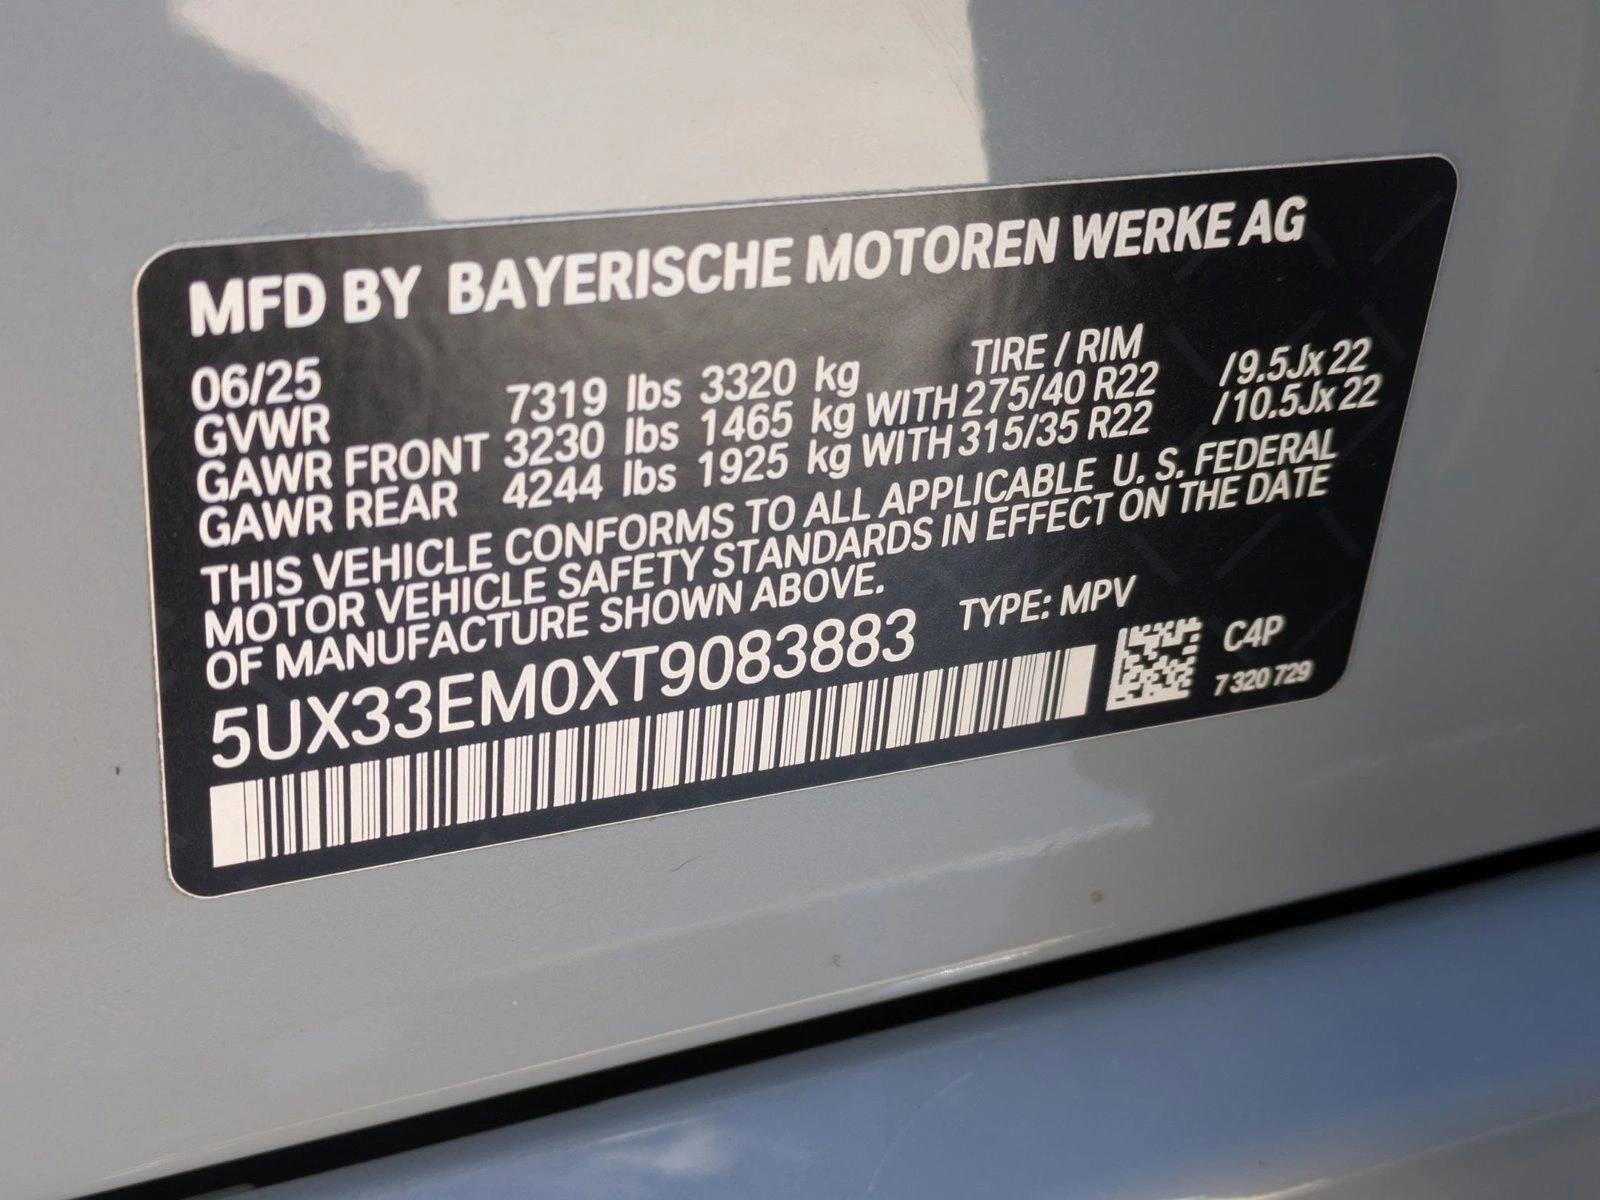 MFD BY BAYERISCHE MOTOREN WERKE AG
06/25 TIRE / RIM
GVWR 7319 lbs 3320 kg
GAWR FRONT 3230 lbs 1465 kg WITH 275/40 R22 /9.5Jx 22
GAWR REAR 4244 lbs 1925 kg WITH 315/35 R22 /10.5Jx 22
THIS VEHICLE CONFORMS TO ALL APPLICABLE U. S. FEDERAL
MOTOR VEHICLE SAFETY STANDARDS IN EFFECT ON THE DATE
OF MANUFACTURE SHOWN ABOVE.
5UX33EM0XT9083883 TYPE: MPV
C4P
7 320 729